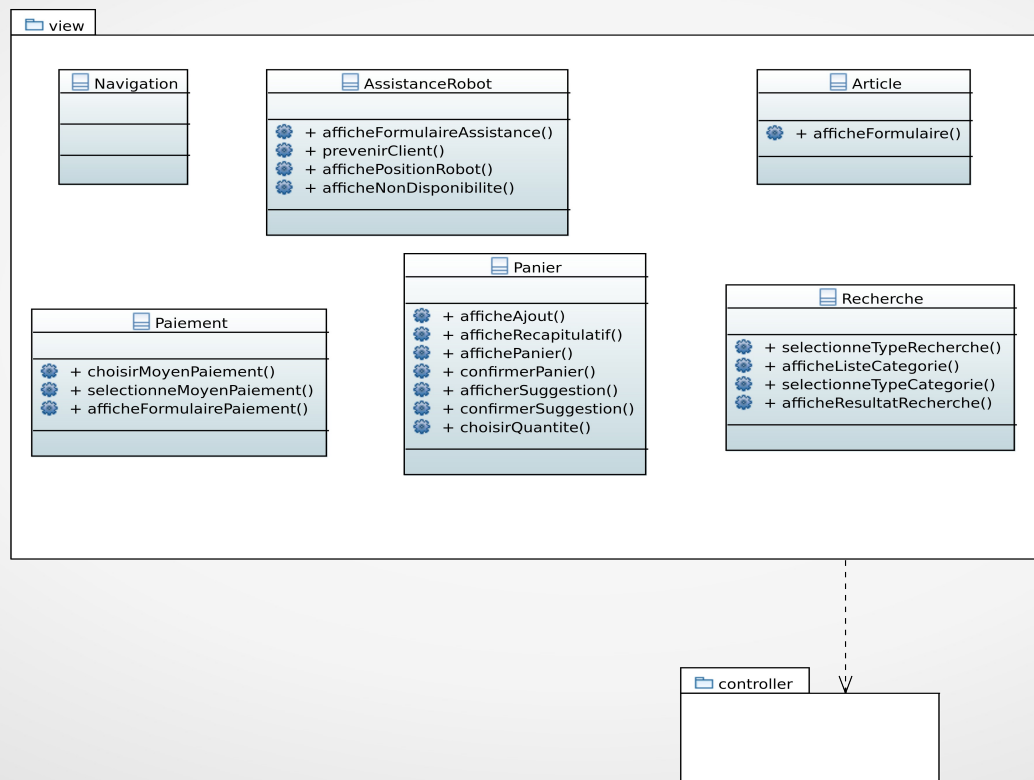 view
Navigation
AssistanceRobot
+ afficheFormulaireAssistance()
+ prevenirClient()
+ affichePositionRobot()
+ afficheNonDisponibilite()
Article
+ afficheFormulaire()
Paiement
+ choisirMoyenPaiement()
+ selectionneMoyenPaiement()
+ afficheFormulairePaiement()
Panier
+ afficheAjout()
+ afficheRecapitulatif()
+ affichePanier()
+ confirmerPanier()
+ afficherSuggestion()
+ confirmerSuggestion()
+ choisirQuantite()
Recherche
+ selectionneTypeRecherche()
+ afficheListeCategorie()
+ selectionneTypeCategorie()
+ afficheResultatRecherche()
controller